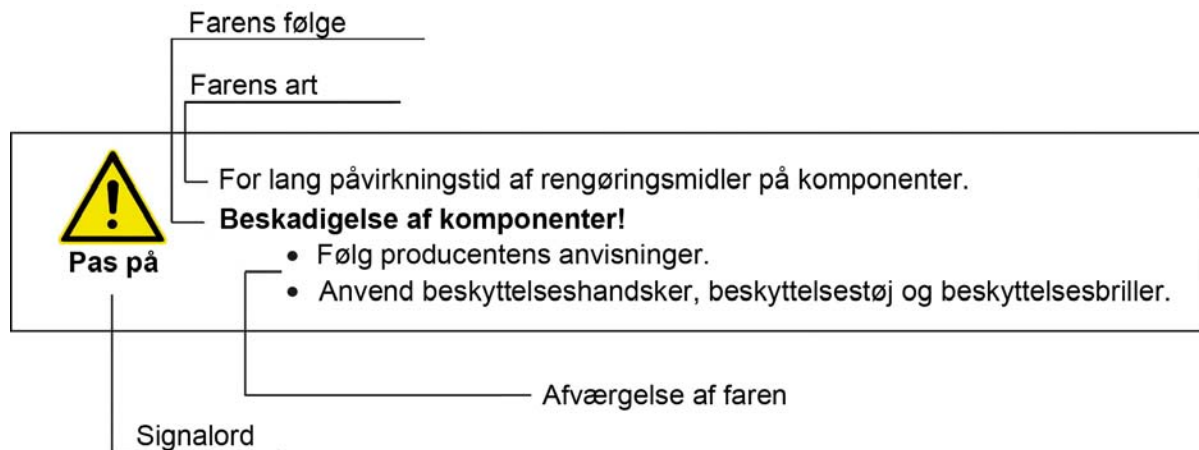 Farens følge
Farens art
For lang påvirkningstid af rengøringsmidler på komponenter.
Beskadigelse af komponenter!
Pas på
• Følg producentens anvisninger.
• Anvend beskyttelseshandsker, beskyttelsestøj og beskyttelsesbriller.
Afværgelse af faren
Signalord